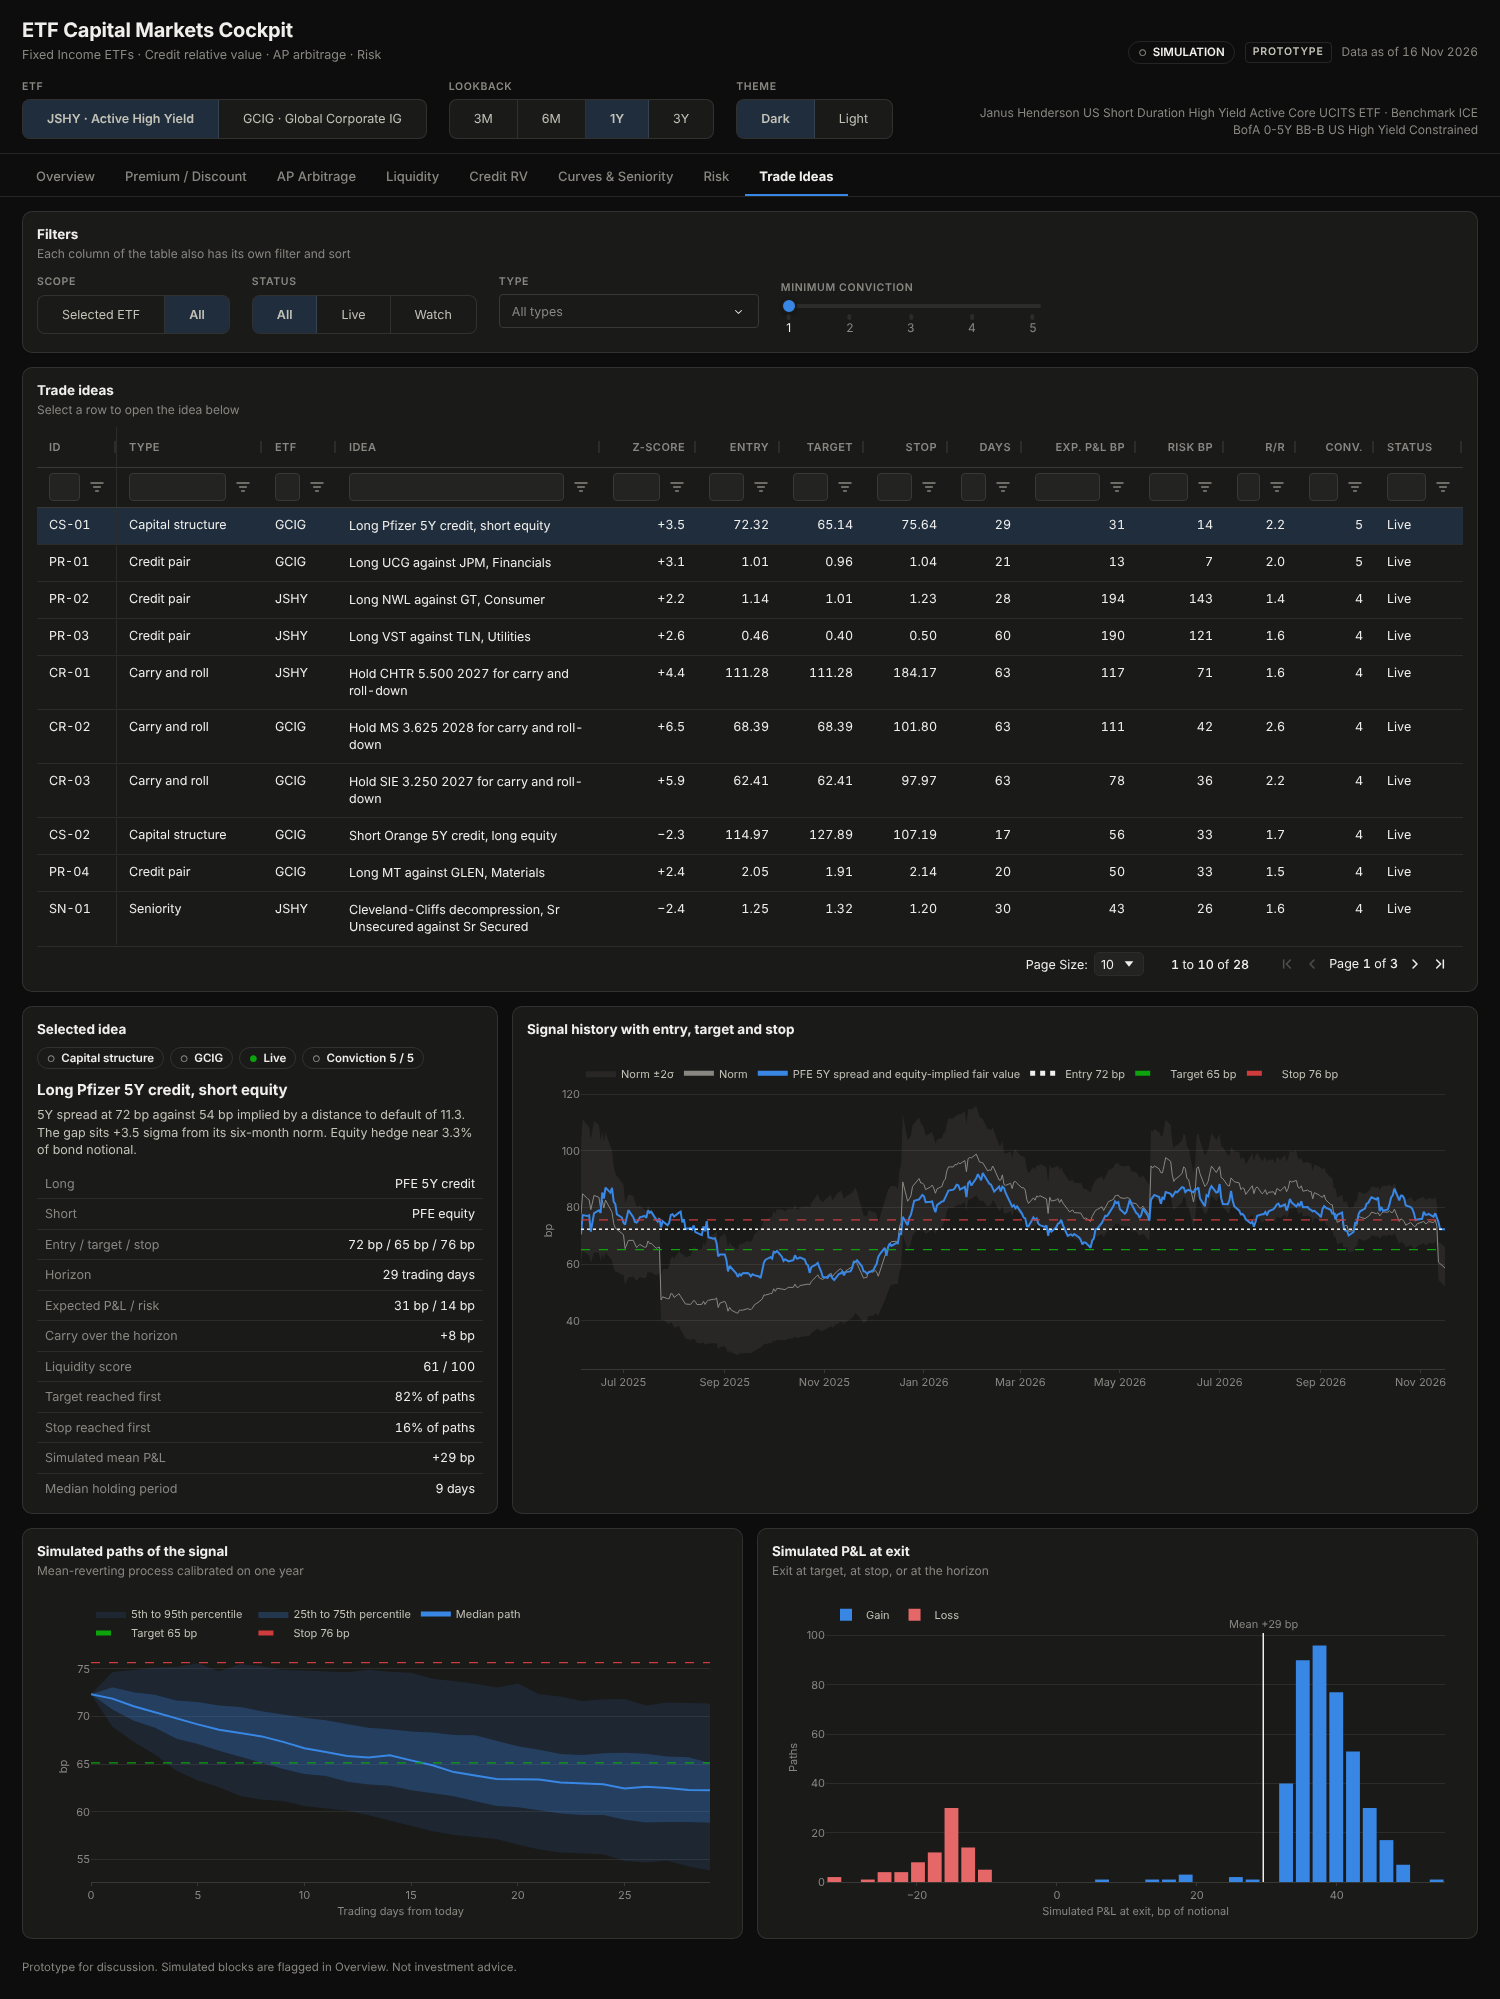 ETF Capital Markets Cockpit
Fixed Income ETFs · Credit relative value · AP arbitrage · Risk
SIMULATION PROTOTYPE Data as of 16 Nov 2026
ETF LOOKBACK THEME
JSHY · Active High Yield GCIG · Global Corporate IG 3M 6M 1Y 3Y Dark Light
Janus Henderson US Short Duration High Yield Active Core UCITS ETF · Benchmark ICE
BofA 0-5Y BB-B US High Yield Constrained
Overview Premium / Discount AP Arbitrage Liquidity Credit RV Curves & Seniority Risk Trade Ideas
Filters
Each column of the table also has its own filter and sort
SCOPE STATUS TYPE MINIMUM CONVICTION
Selected ETF All All Live Watch All types
1 2 3 4 5
Trade ideas
Select a row to open the idea below
ID TYPE ETF IDEA Z-SCORE ENTRY TARGET STOP DAYS EXP. P&L BP RISK BP R/R CONV. STATUS
CS-01 Capital structure GCIG Long Pfizer 5Y credit, short equity +3.5 72.32 65.14 75.64 29 31 14 2.2 5 Live
PR-01 Credit pair GCIG Long UCG against JPM, Financials +3.1 1.01 0.96 1.04 21 13 7 2.0 5 Live
PR-02 Credit pair JSHY Long NWL against GT, Consumer +2.2 1.14 1.01 1.23 28 194 143 1.4 4 Live
PR-03 Credit pair JSHY Long VST against TLN, Utilities +2.6 0.46 0.40 0.50 60 190 121 1.6 4 Live
CR-01 Carry and roll JSHY Hold CHTR 5.500 2027 for carry and +4.4 111.28 111.28 184.17 63 117 71 1.6 4 Live
roll-down
CR-02 Carry and roll GCIG Hold MS 3.625 2028 for carry and roll- +6.5 68.39 68.39 101.80 63 111 42 2.6 4 Live
down
CR-03 Carry and roll GCIG Hold SIE 3.250 2027 for carry and roll- +5.9 62.41 62.41 97.97 63 78 36 2.2 4 Live
down
CS-02 Capital structure GCIG Short Orange 5Y credit, long equity −2.3 114.97 127.89 107.19 17 56 33 1.7 4 Live
PR-04 Credit pair GCIG Long MT against GLEN, Materials +2.4 2.05 1.91 2.14 20 50 33 1.5 4 Live
SN-01 Seniority JSHY Cleveland-Cliffs decompression, Sr −2.4 1.25 1.32 1.20 30 43 26 1.6 4 Live
Unsecured against Sr Secured
Page Size: 10 1 to 10 of 28 Page 1 of 3
Selected idea
Capital structure GCIG Live Conviction 5 / 5
Long Pfizer 5Y credit, short equity
5Y spread at 72 bp against 54 bp implied by a distance to default of 11.3.
The gap sits +3.5 sigma from its six-month norm. Equity hedge near 3.3%
of bond notional.
Long PFE 5Y credit
Short PFE equity
Entry / target / stop 72 bp / 65 bp / 76 bp
Horizon 29 trading days
Expected P&L / risk 31 bp / 14 bp
Carry over the horizon +8 bp
Liquidity score 61 / 100
Target reached first 82% of paths
Stop reached first 16% of paths
Simulated mean P&L +29 bp
Median holding period 9 days
Signal history with entry, target and stop
Norm ±2σ Norm PFE 5Y spread and equity-implied fair value Entry 72 bp Target 65 bp Stop 76 bp
120
100
80
60
40
bp
Jul 2025 Sep 2025 Nov 2025 Jan 2026 Mar 2026 May 2026 Jul 2026 Sep 2026 Nov 2026
Simulated paths of the signal
Mean-reverting process calibrated on one year
5th to 95th percentile 25th to 75th percentile Median path
Target 65 bp Stop 76 bp
75
70
65
60
55
bp
0 5 10 15 20 25
Trading days from today
Simulated P&L at exit
Exit at target, at stop, or at the horizon
Gain Loss
Mean +29 bp
100
80
60
40
20
0
Paths
−20 0 20 40
Simulated P&L at exit, bp of notional
Prototype for discussion. Simulated blocks are flagged in Overview. Not investment advice.